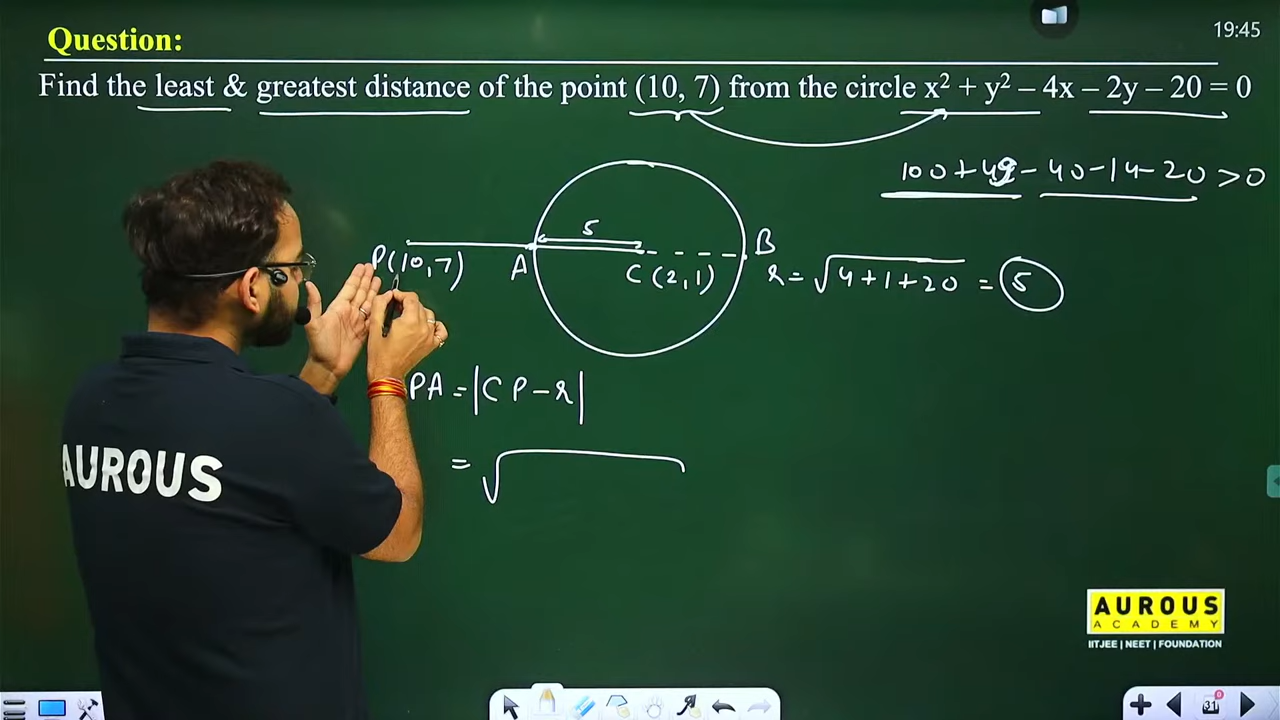 19:45
Question:
Find the least & greatest distance of the point (10, 7) from the circle x² + y² – 4x – 2y – 20 = 0
100+49-40-14-20>0
5
P(10,7)
A
C(2,1)
B
r=√4+1+20 = 5
PA=|CP-r|
= √
AUROUS
AUROUS
ACADEMY
IITJEE | NEET | FOUNDATION
31